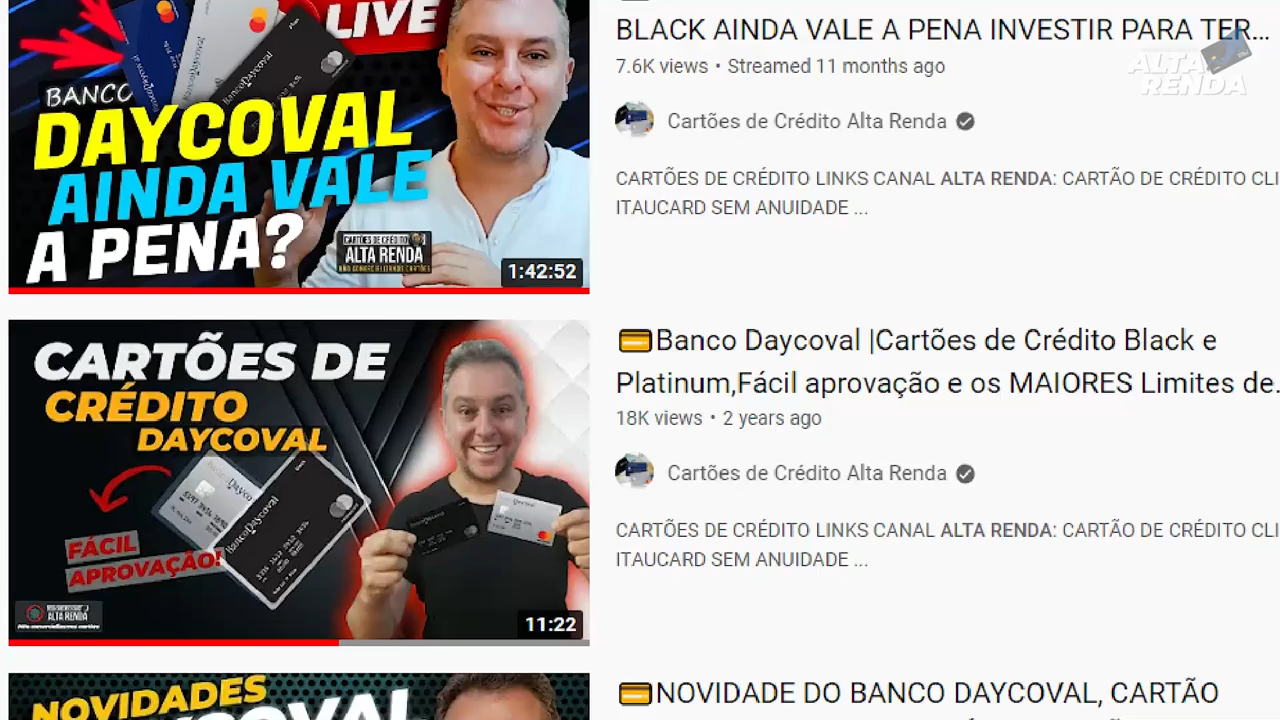 LIVE
BANCO
DAYCOVAL
AINDA VALE
A PENA?
CARTÕES DE CRÉDITO
ALTA RENDA
NÃO COMERCIALIZAMOS CARTÕES
1:42:52
BLACK AINDA VALE A PENA INVESTIR PARA TER...
7.6K views • Streamed 11 months ago
ALTA
RENDA
Cartões de Crédito Alta Renda
CARTÕES DE CRÉDITO LINKS CANAL ALTA RENDA: CARTÃO DE CRÉDITO CLI
ITAUCARD SEM ANUIDADE ...
CARTÕES DE
CRÉDITO
DAYCOVAL
BancoDaycoval
FÁCIL
APROVAÇÃO!
ALTA RENDA
11:22
💳Banco Daycoval |Cartões de Crédito Black e
Platinum,Fácil aprovação e os MAIORES Limites de...
18K views • 2 years ago
Cartões de Crédito Alta Renda
CARTÕES DE CRÉDITO LINKS CANAL ALTA RENDA: CARTÃO DE CRÉDITO CLI
ITAUCARD SEM ANUIDADE ...
NOVIDADES
💳NOVIDADE DO BANCO DAYCOVAL, CARTÃO